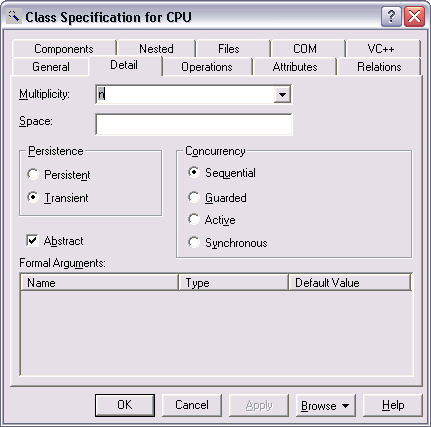 Class Specification for CPU
Components Nested Files COM VC++
General Detail Operations Attributes Relations
Multiplicity: n
Space:
Persistence Concurrency
Persistent Sequential
Transient Guarded
Active
Abstract Synchronous
Formal Arguments:
Name Type Default Value
OK Cancel Apply Browse Help